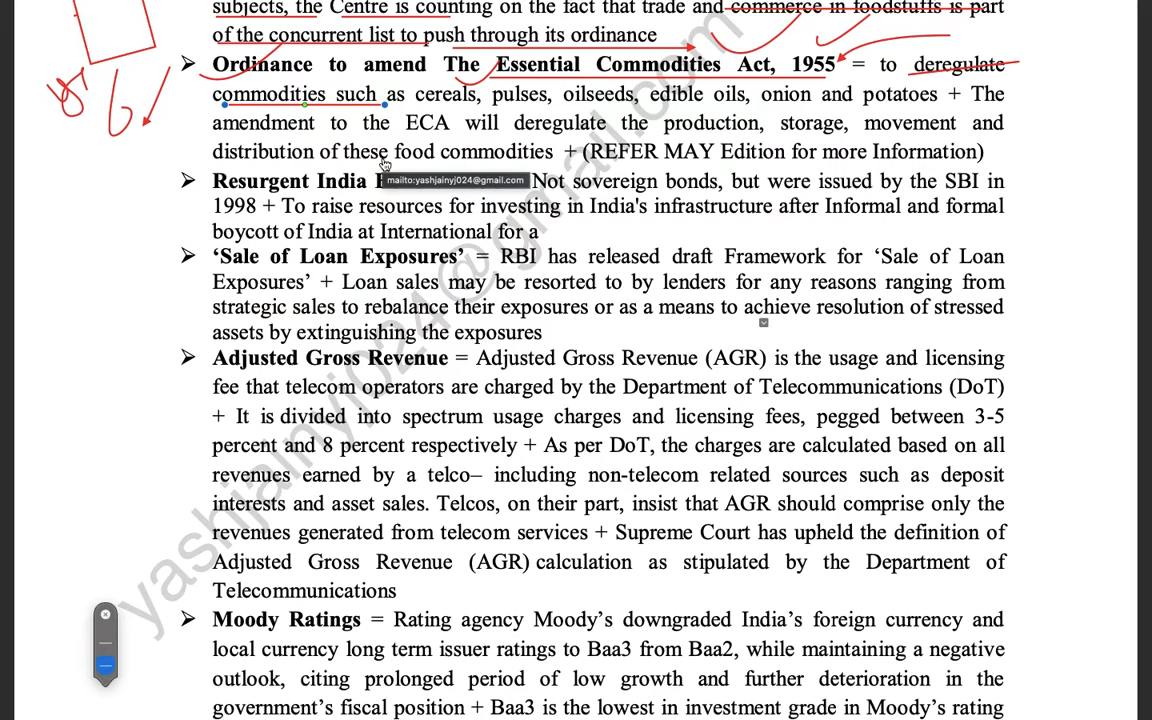 subjects, the Centre is counting on the fact that trade and commerce in foodstuffs is part
of the concurrent list to push through its ordinance
➤ Ordinance to amend The Essential Commodities Act, 1955 = to deregulate
commodities such as cereals, pulses, oilseeds, edible oils, onion and potatoes + The
amendment to the ECA will deregulate the production, storage, movement and
distribution of these food commodities + (REFER MAY Edition for more Information)
➤ Resurgent India Not sovereign bonds, but were issued by the SBI in
mailto:yashjainyj024@gmail.com
1998 + To raise resources for investing in India's infrastructure after Informal and formal
boycott of India at International for a
➤ ‘Sale of Loan Exposures’ = RBI has released draft Framework for ‘Sale of Loan
Exposures’ + Loan sales may be resorted to by lenders for any reasons ranging from
strategic sales to rebalance their exposures or as a means to achieve resolution of stressed
assets by extinguishing the exposures
➤ Adjusted Gross Revenue = Adjusted Gross Revenue (AGR) is the usage and licensing
fee that telecom operators are charged by the Department of Telecommunications (DoT)
+ It is divided into spectrum usage charges and licensing fees, pegged between 3-5
percent and 8 percent respectively + As per DoT, the charges are calculated based on all
revenues earned by a telco– including non-telecom related sources such as deposit
interests and asset sales. Telcos, on their part, insist that AGR should comprise only the
revenues generated from telecom services + Supreme Court has upheld the definition of
Adjusted Gross Revenue (AGR) calculation as stipulated by the Department of
Telecommunications
➤ Moody Ratings = Rating agency Moody’s downgraded India’s foreign currency and
local currency long term issuer ratings to Baa3 from Baa2, while maintaining a negative
outlook, citing prolonged period of low growth and further deterioration in the
government’s fiscal position + Baa3 is the lowest in investment grade in Moody’s rating
yashjainyj024@gmail.com